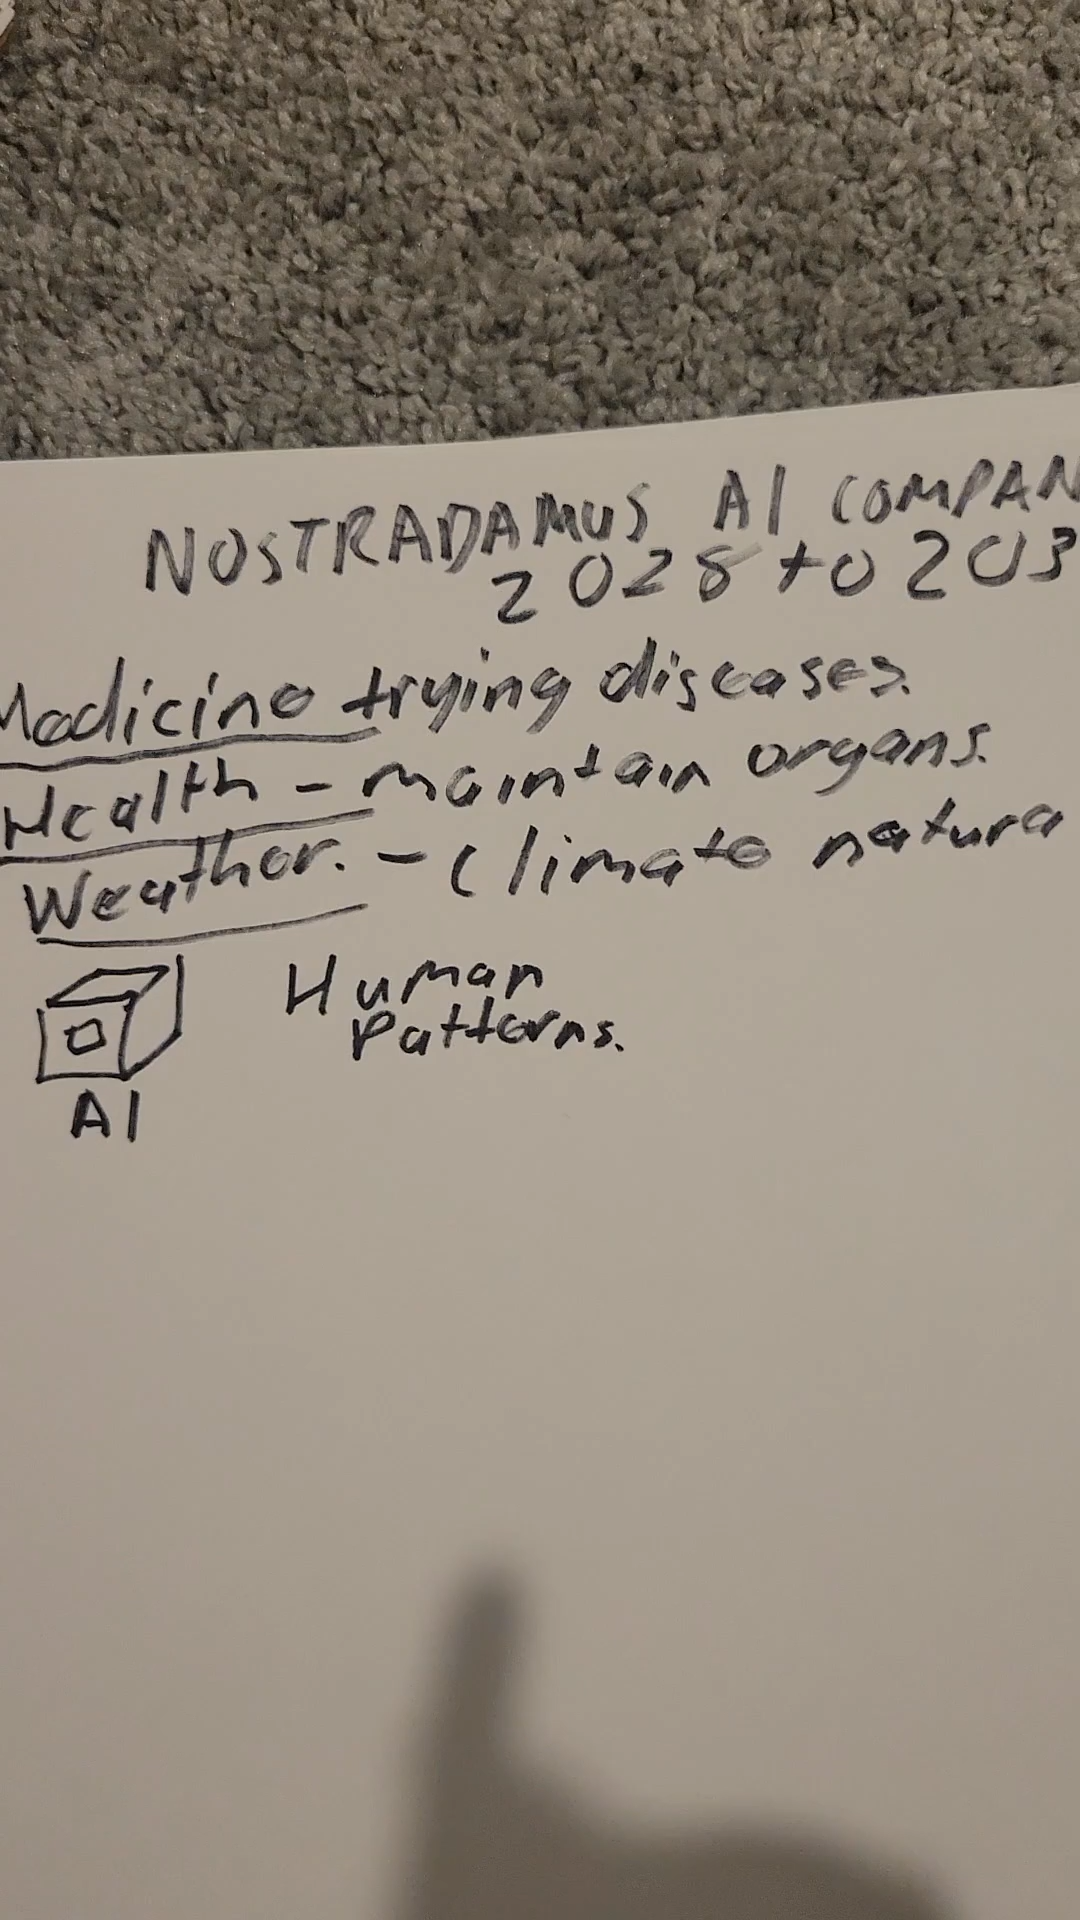 NOSTRADAMUS AI COMPAN
2028 to 203
Medicine trying diseases.
Health - maintain organs.
Weather. - Climate natura
Human
Patterns.
AI